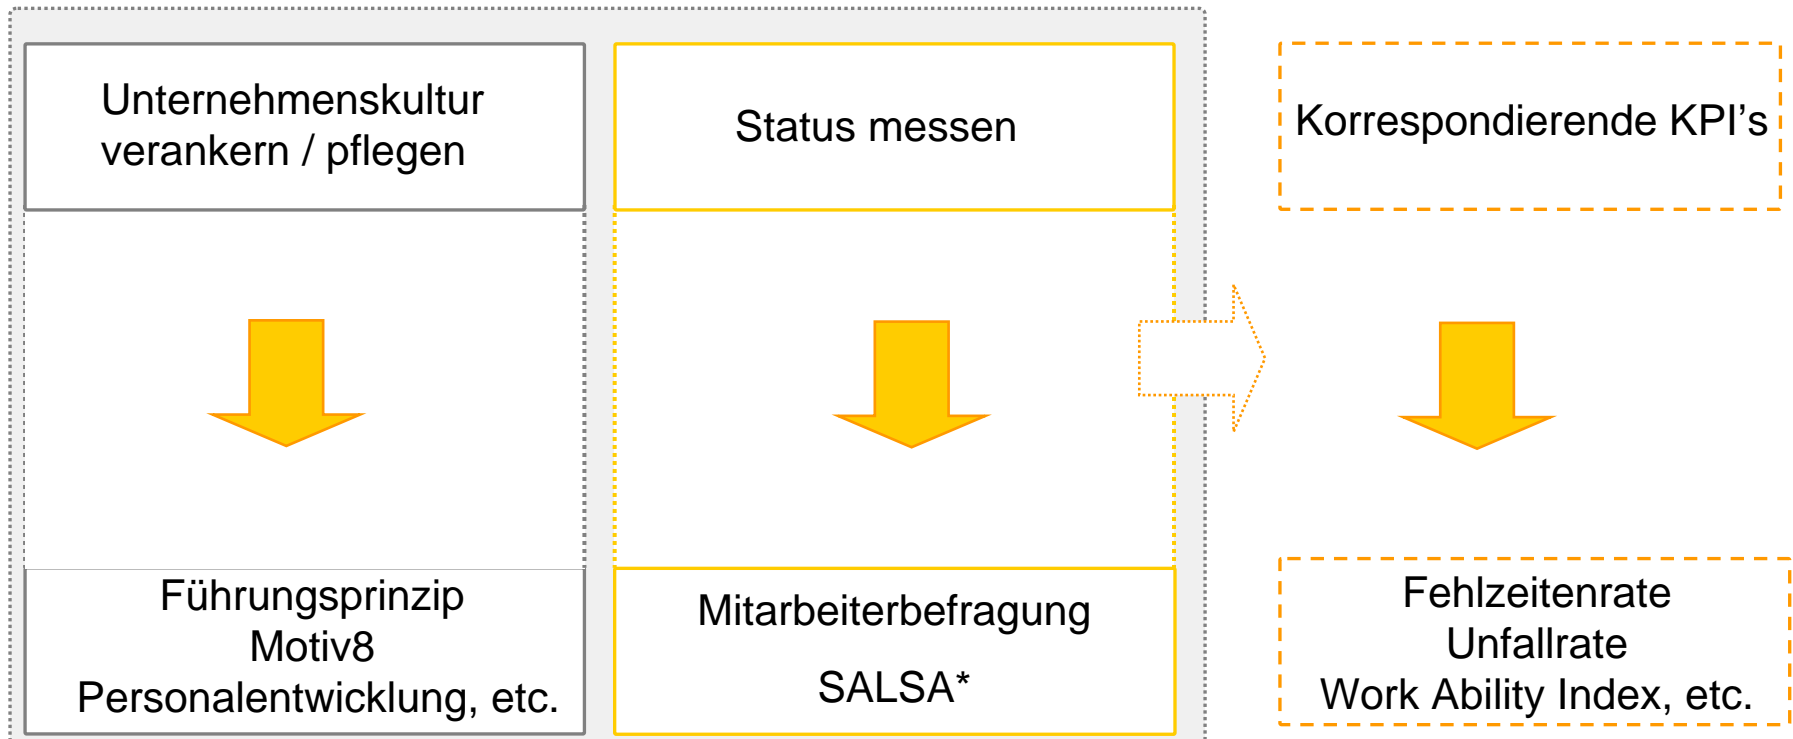 Unternehmenskultur
verankern / pflegen
Status messen
Korrespondierende KPI's
Führungsprinzip
Motiv8
Personalentwicklung, etc.
Mitarbeiterbefragung
SALSA*
Fehlzeitenrate
Unfallrate
Work Ability Index, etc.